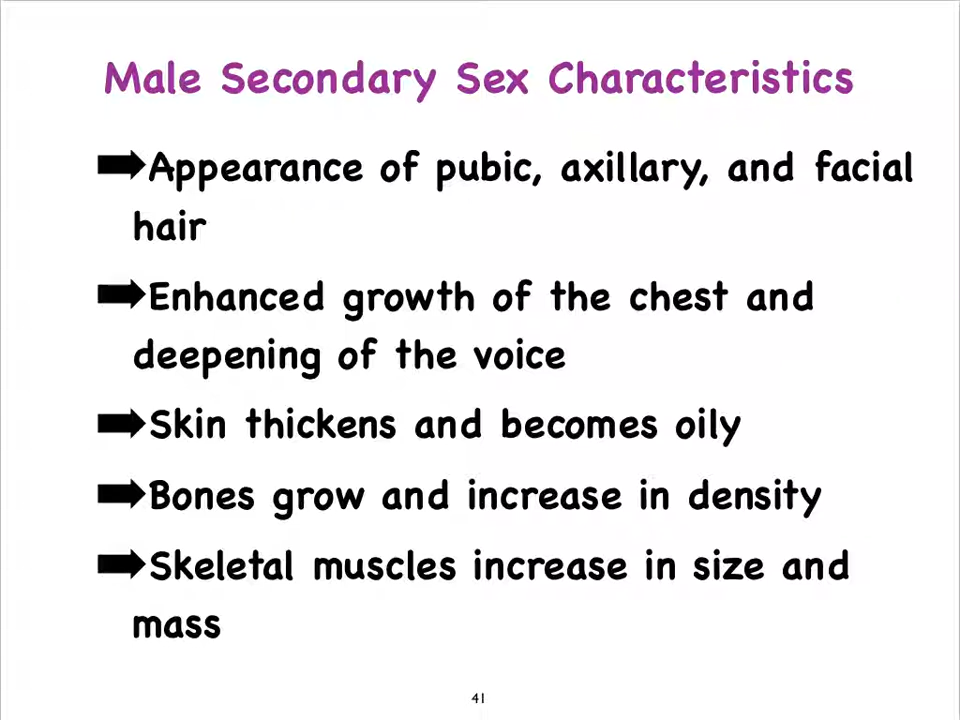 Male Secondary Sex Characteristics
Appearance of pubic, axillary, and facial
hair
Enhanced growth of the chest and
deepening of the voice
Skin thickens and becomes oily
Bones grow and increase in density
Skeletal muscles increase in size and
mass
41